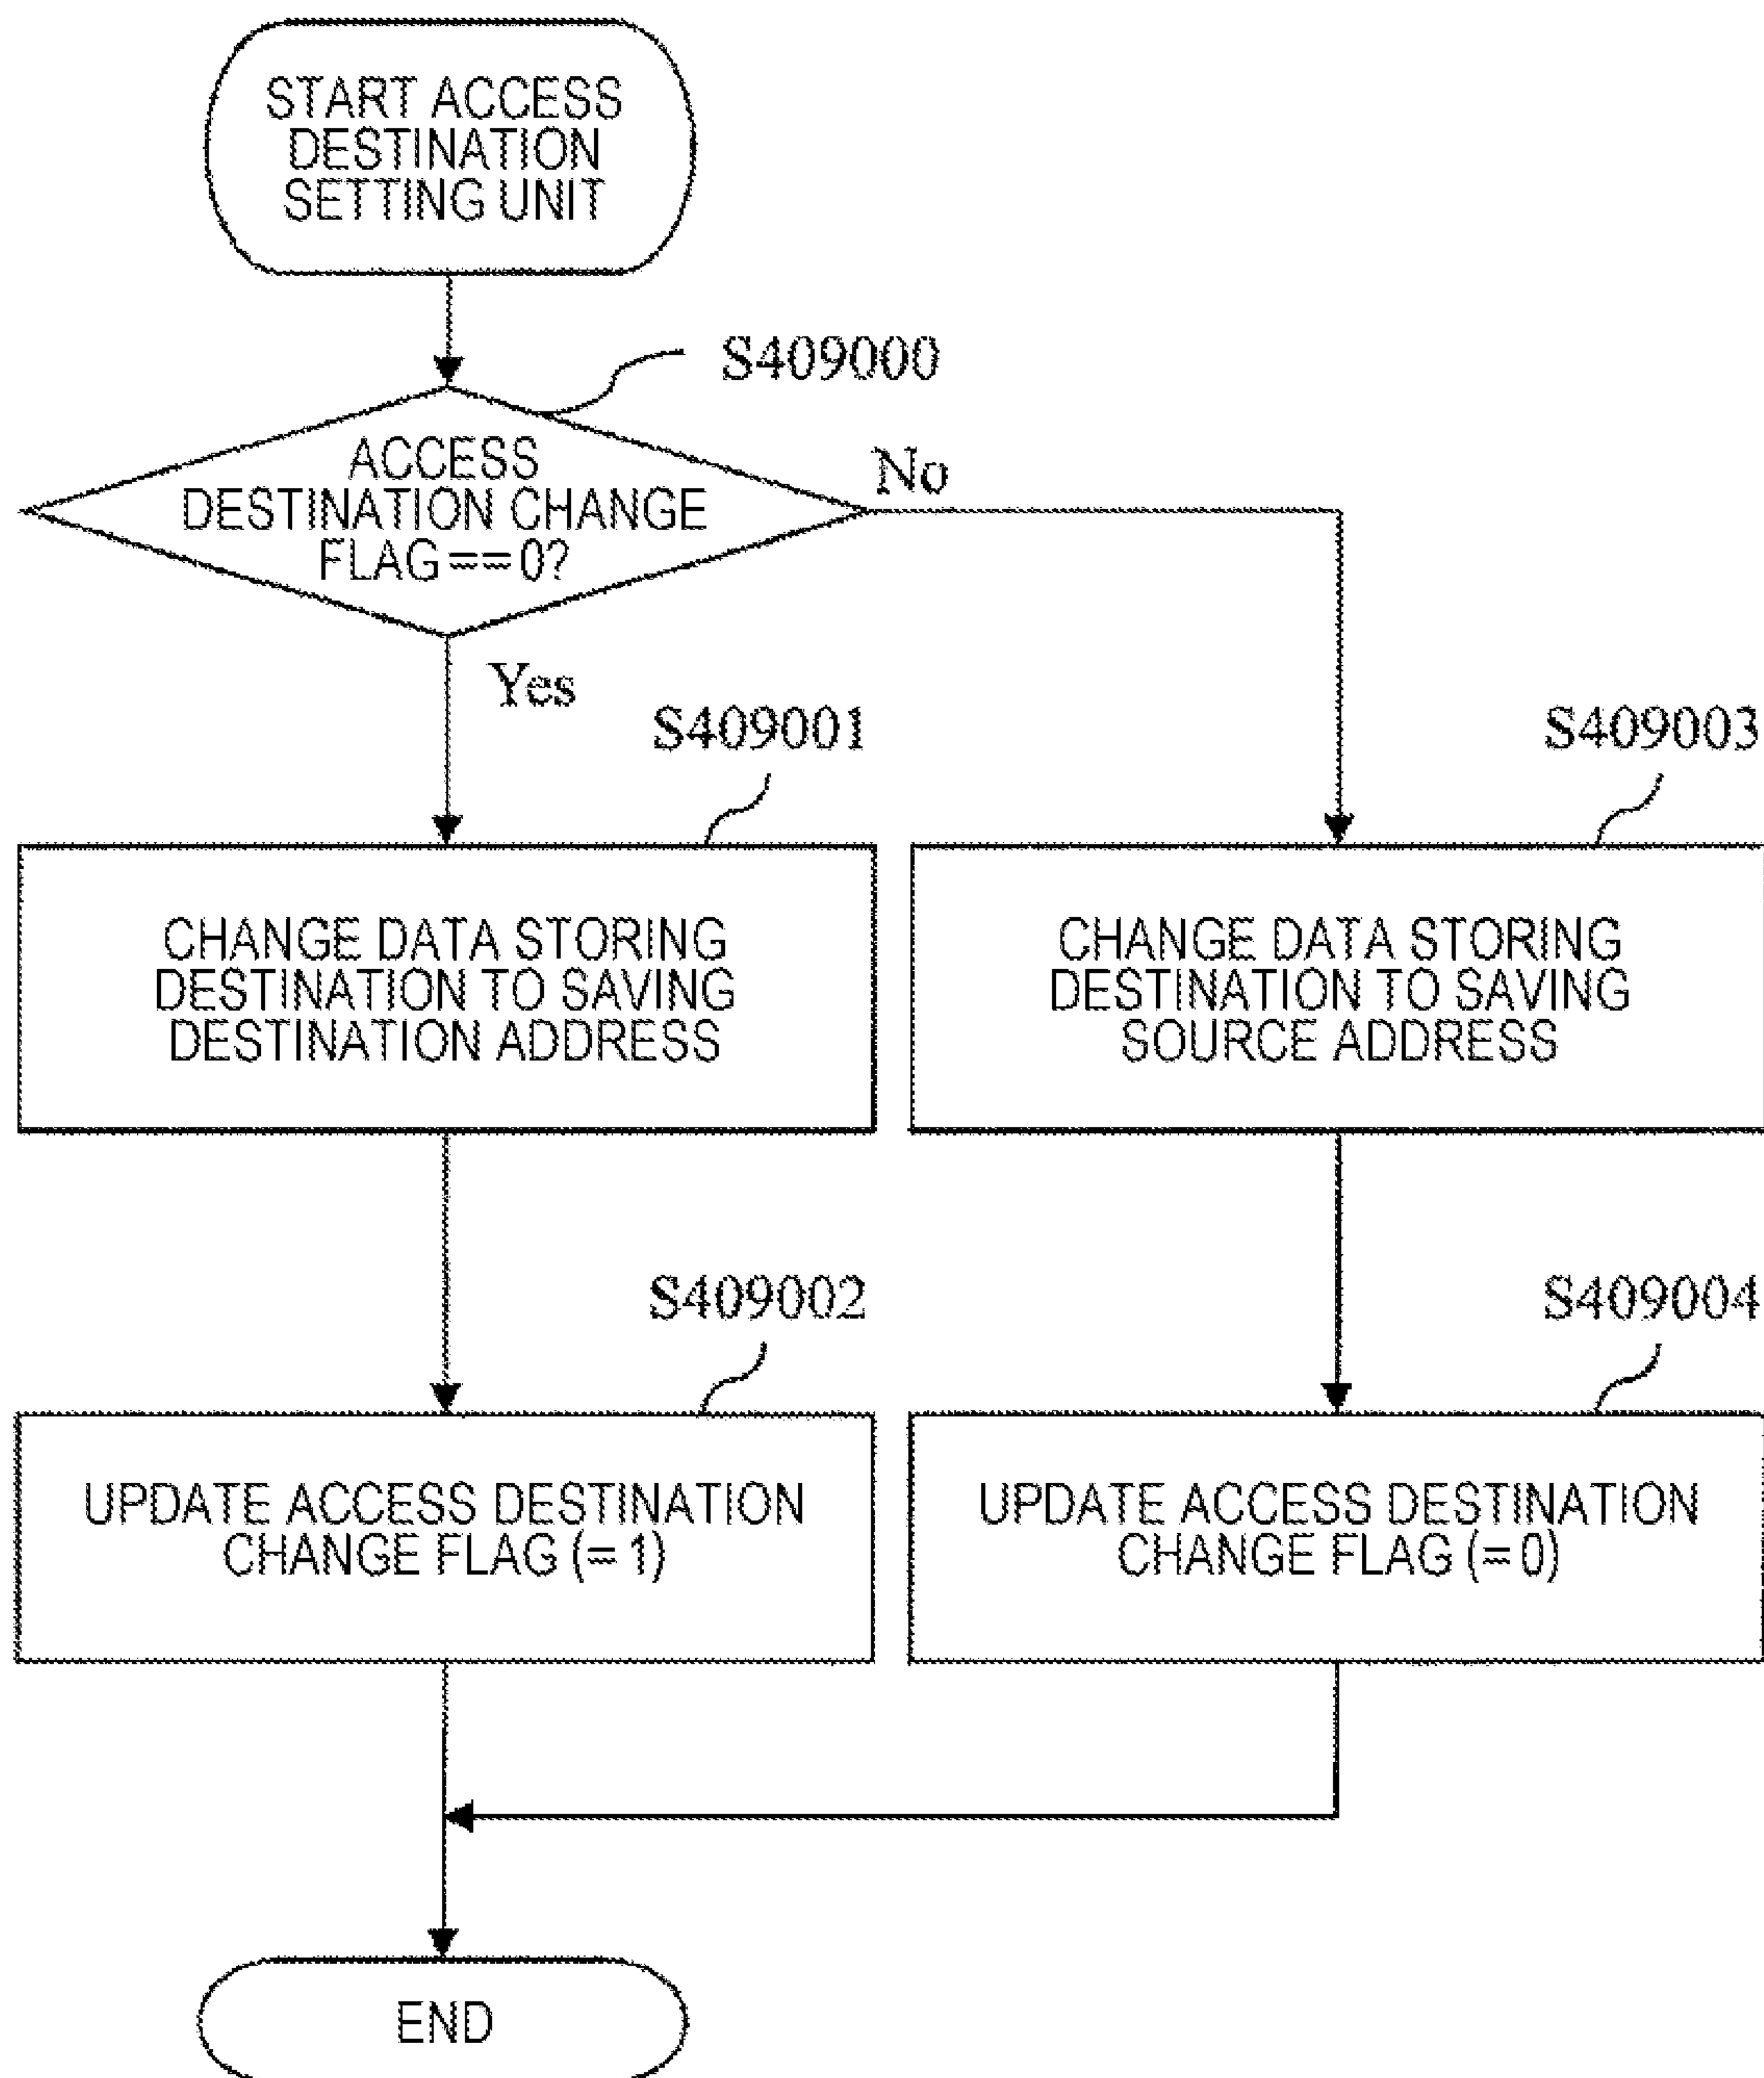 START ACCESS
DESTINATION
SETTING UNIT
S409000
ACCESS
DESTINATION CHANGE
FLAG == 0?
No
Yes
S409001
S409003
CHANGE DATA STORING
DESTINATION TO SAVING
DESTINATION ADDRESS
CHANGE DATA STORING
DESTINATION TO SAVING
SOURCE ADDRESS
S409002
S409004
UPDATE ACCESS DESTINATION
CHANGE FLAG (= 1)
UPDATE ACCESS DESTINATION
CHANGE FLAG (= 0)
END